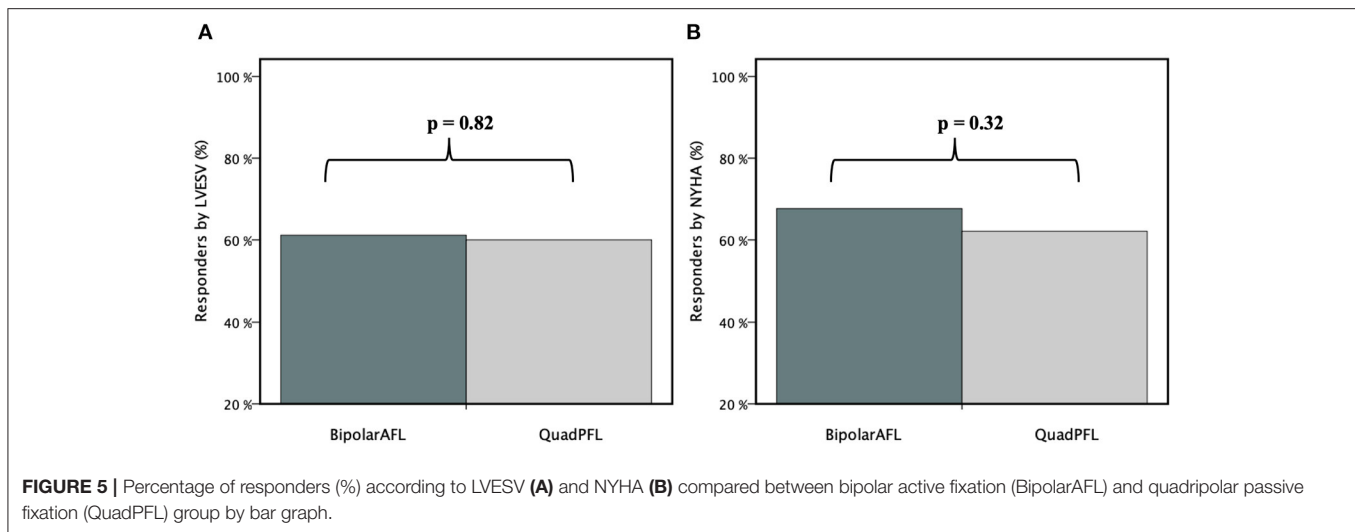 A
Responders by LVESV (%)
100 %
80 %
60 %
40 %
20 %
p = 0.82
BipolarAFL
QuadPFL
B
Responders by NYHA (%)
100 %
80 %
60 %
40 %
20 %
p = 0.32
BipolarAFL
QuadPFL
FIGURE 5 | Percentage of responders (%) according to LVESV (A) and NYHA (B) compared between bipolar active fixation (BipolarAFL) and quadripolar passive
fixation (QuadPFL) group by bar graph.